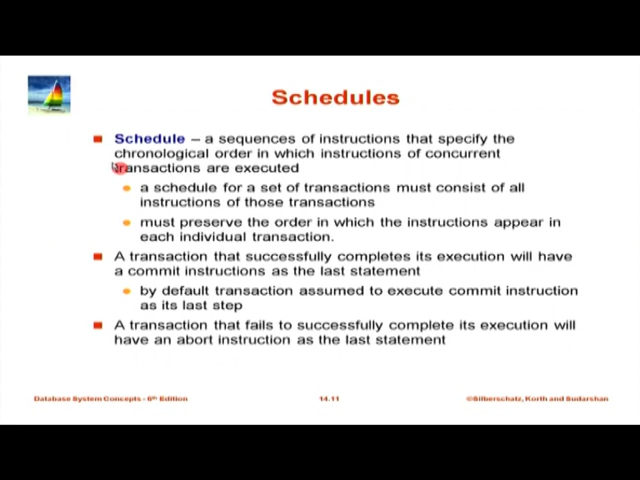 Schedules
Schedule – a sequences of instructions that specify the
chronological order in which instructions of concurrent
transactions are executed
a schedule for a set of transactions must consist of all
instructions of those transactions
must preserve the order in which the instructions appear in
each individual transaction.
A transaction that successfully completes its execution will have
a commit instructions as the last statement
by default transaction assumed to execute commit instruction
as its last step
A transaction that fails to successfully complete its execution will
have an abort instruction as the last statement
Database System Concepts - 6th Edition
14.11
©Silberschatz, Korth and Sudarshan